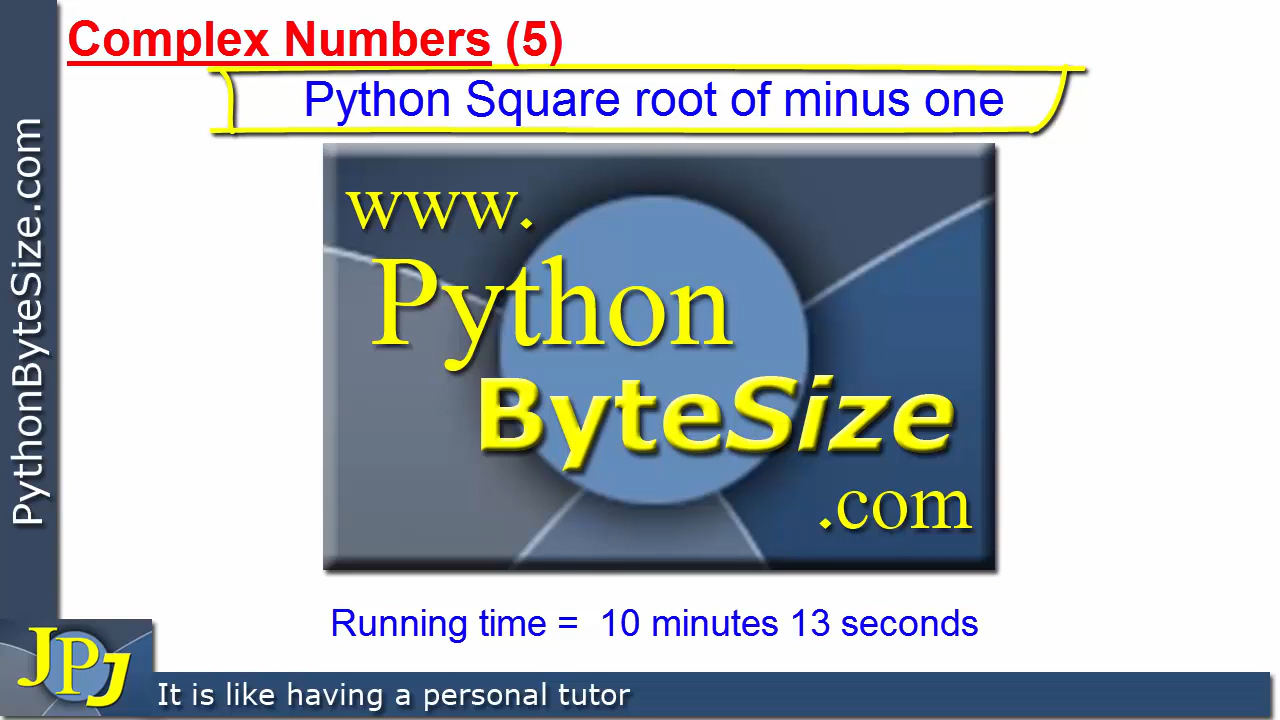 Complex Numbers (5)
Python Square root of minus one
www.
Python
ByteSize
.com
Running time = 10 minutes 13 seconds
PythonByteSize.com
JPJ
It is like having a personal tutor